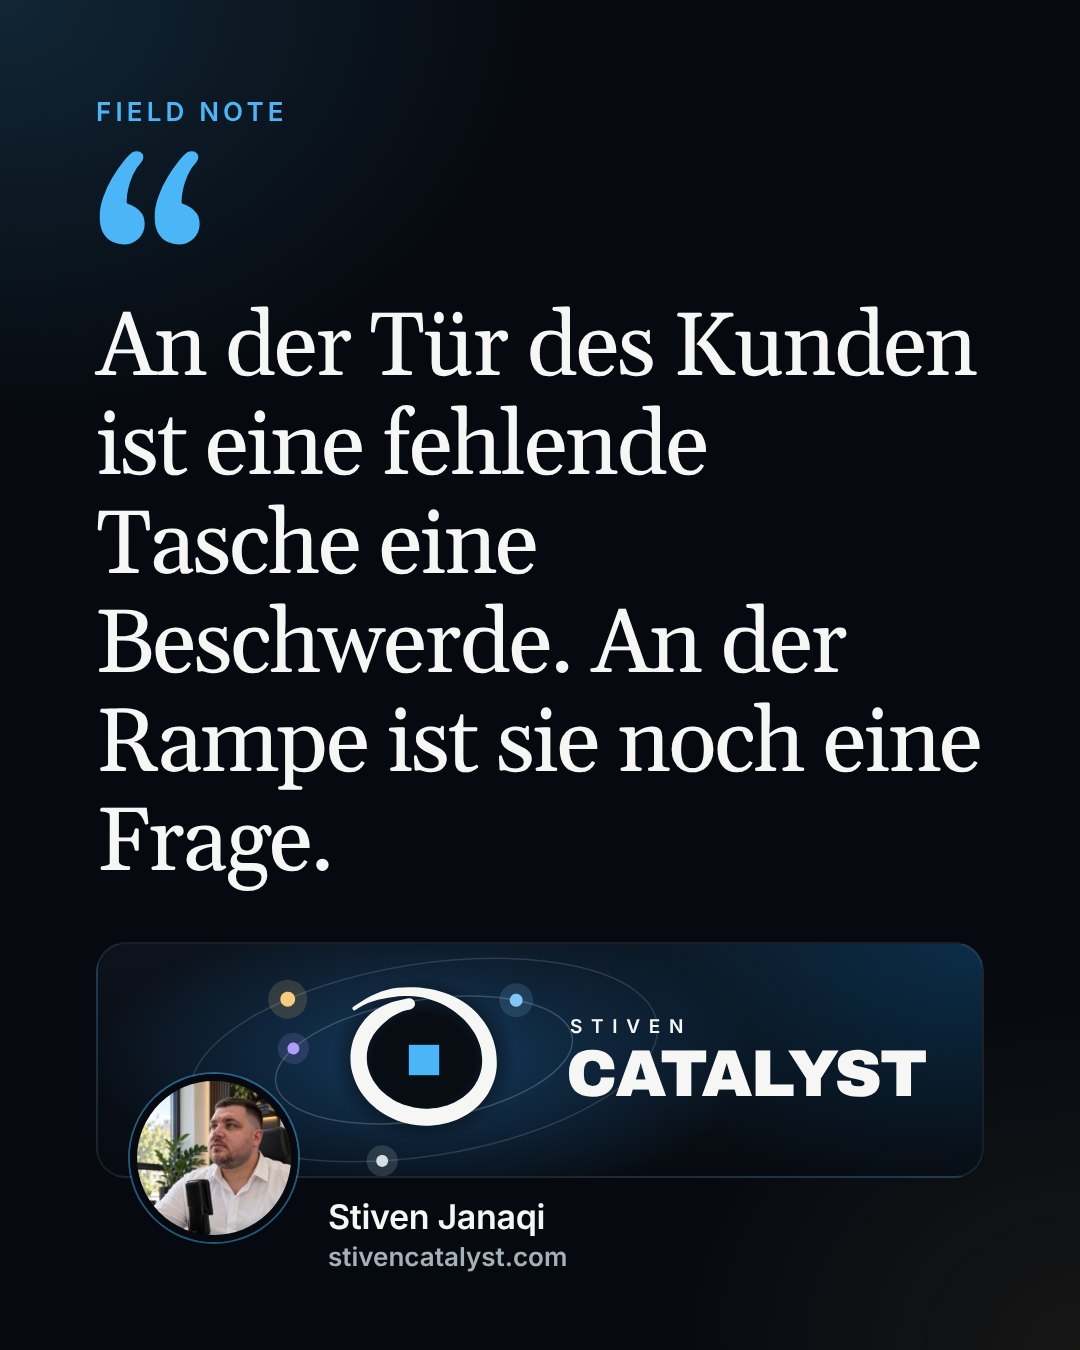 FIELD NOTE
“
An der Tür des Kunden
ist eine fehlende
Tasche eine
Beschwerde. An der
Rampe ist sie noch eine
Frage.
STIVEN
CATALYST
Stiven Janaqi
stivencatalyst.com